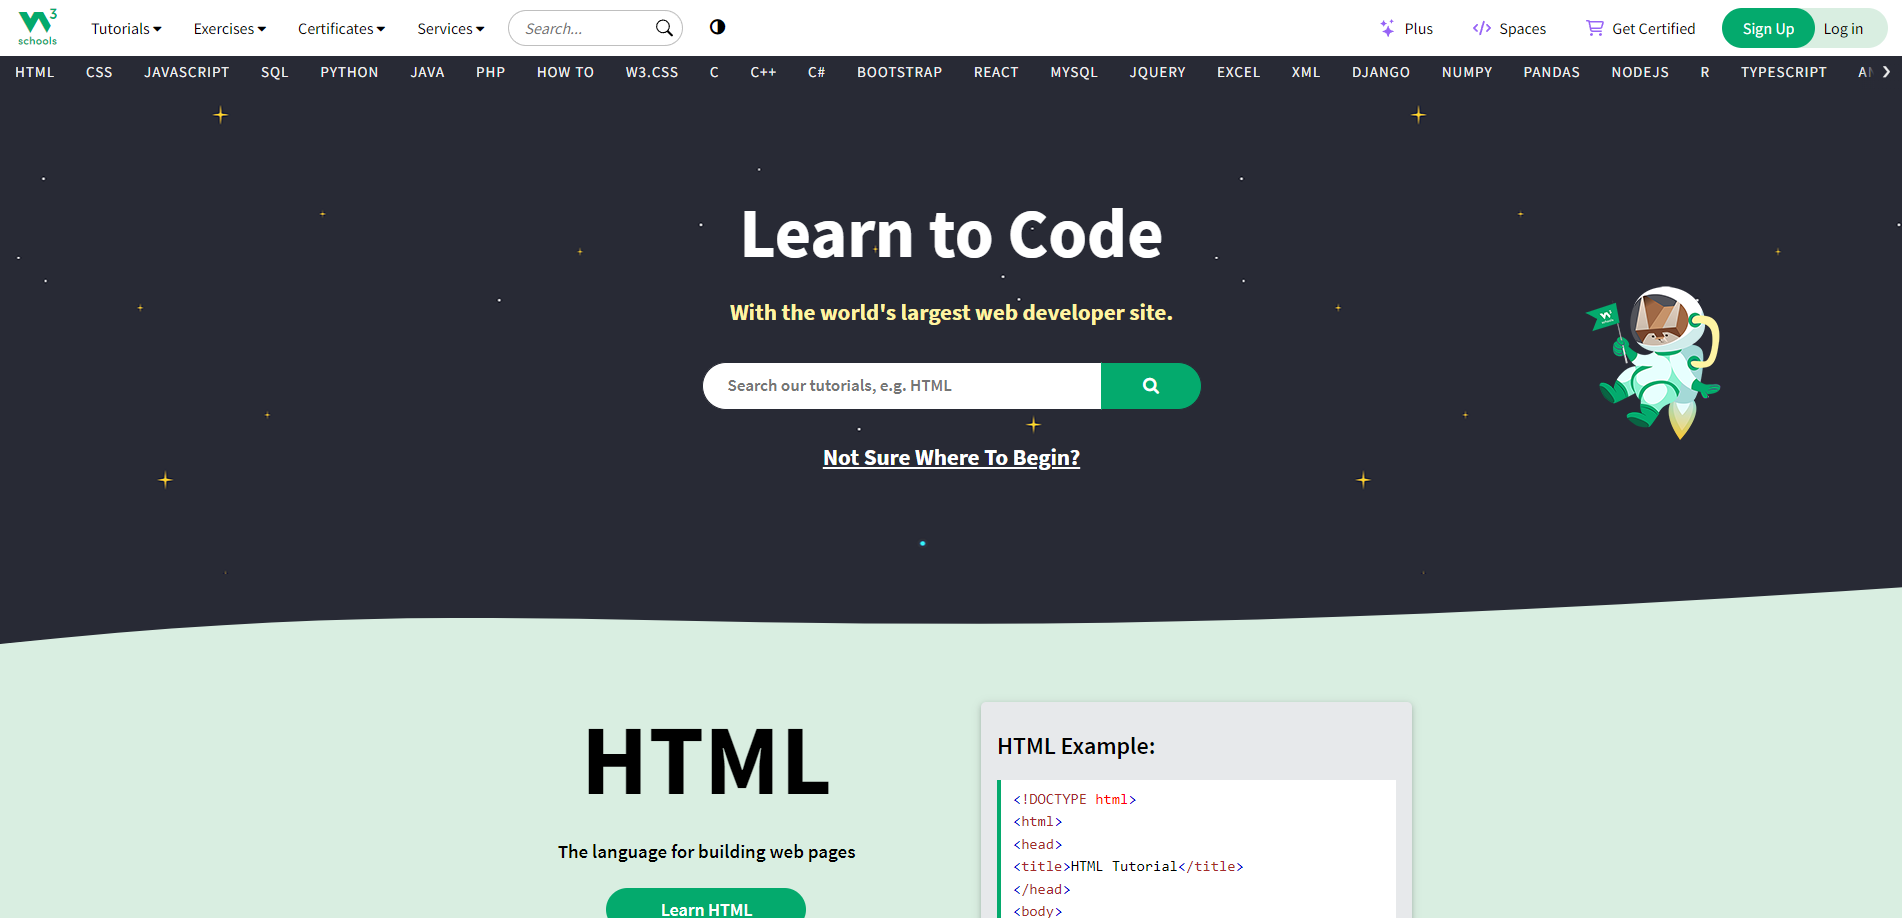 W3 schools
Tutorials Exercises Certificates Services Search... Plus Spaces Get Certified Sign Up Log in
HTML CSS JAVASCRIPT SQL PYTHON JAVA PHP HOW TO W3.CSS C C++ C# BOOTSTRAP REACT MYSQL JQUERY EXCEL XML DJANGO NUMPY PANDAS NODEJS R TYPESCRIPT
Learn to Code
With the world's largest web developer site.
Search our tutorials, e.g. HTML
Not Sure Where To Begin?
HTML
The language for building web pages
Learn HTML
HTML Example:
<!DOCTYPE html>
<html>
<head>
<title>HTML Tutorial</title>
</head>
<body>